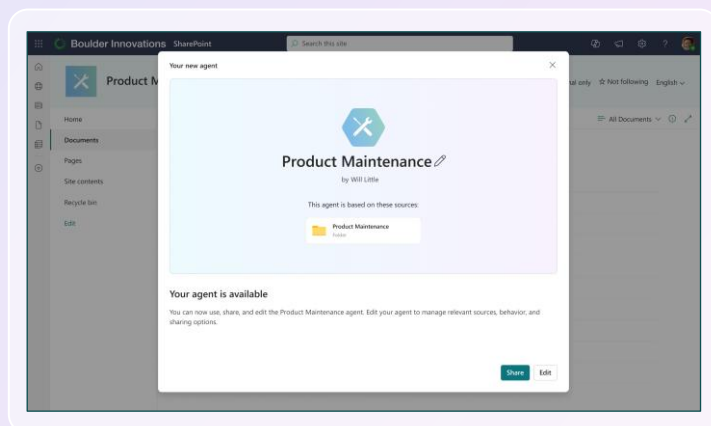 Boulder Innovations SharePoint
Search this site
?
Product M
nal only ☆ Not following English
Home
Documents
Pages
Site contents
Recycle bin
Edit
All Documents
Your new agent
Product Maintenance
by Will Little
This agent is based on these sources:
Product Maintenance
Folder
Your agent is available
You can now use, share, and edit the Product Maintenance agent. Edit your agent to manage relevant sources, behavior, and
sharing options.
Share Edit